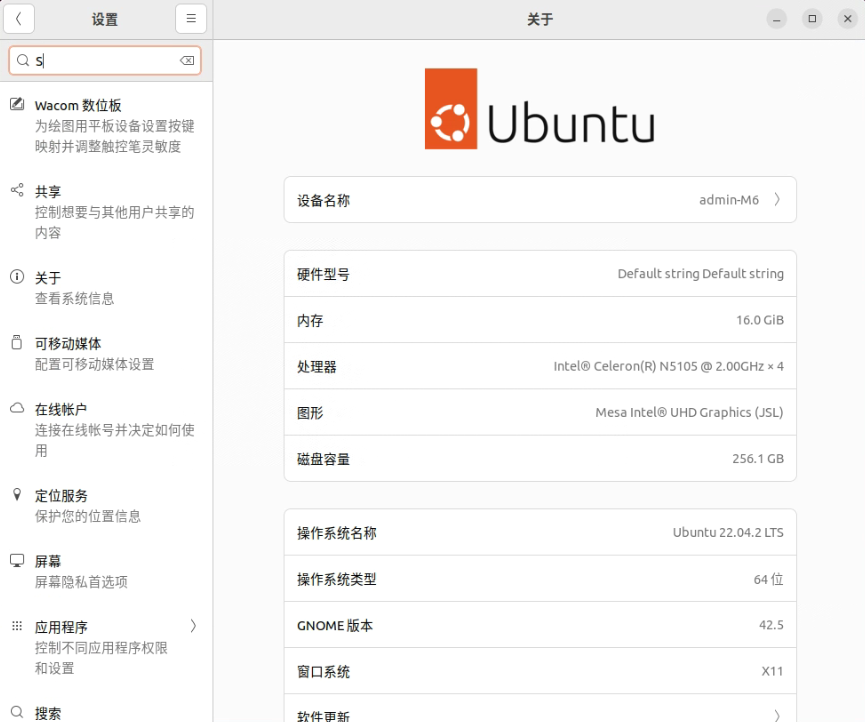 设置
关于
S
Wacom 数位板
为绘图用平板设备设置按键
映射并调整触控笔灵敏度
共享
控制想要与其他用户共享的
内容
关于
查看系统信息
可移动媒体
配置可移动媒体设置
在线帐户
连接在线帐号并决定如何使
用
定位服务
保护您的位置信息
屏幕
屏幕隐私首选项
应用程序
控制不同应用程序权限
和设置
搜索
Ubuntu
设备名称 admin-M6
硬件型号 Default string Default string
内存 16.0 GiB
处理器 Intel® Celeron(R) N5105 @ 2.00GHz × 4
图形 Mesa Intel® UHD Graphics (JSL)
磁盘容量 256.1 GB
操作系统名称 Ubuntu 22.04.2 LTS
操作系统类型 64 位
GNOME 版本 42.5
窗口系统 X11
软件更新